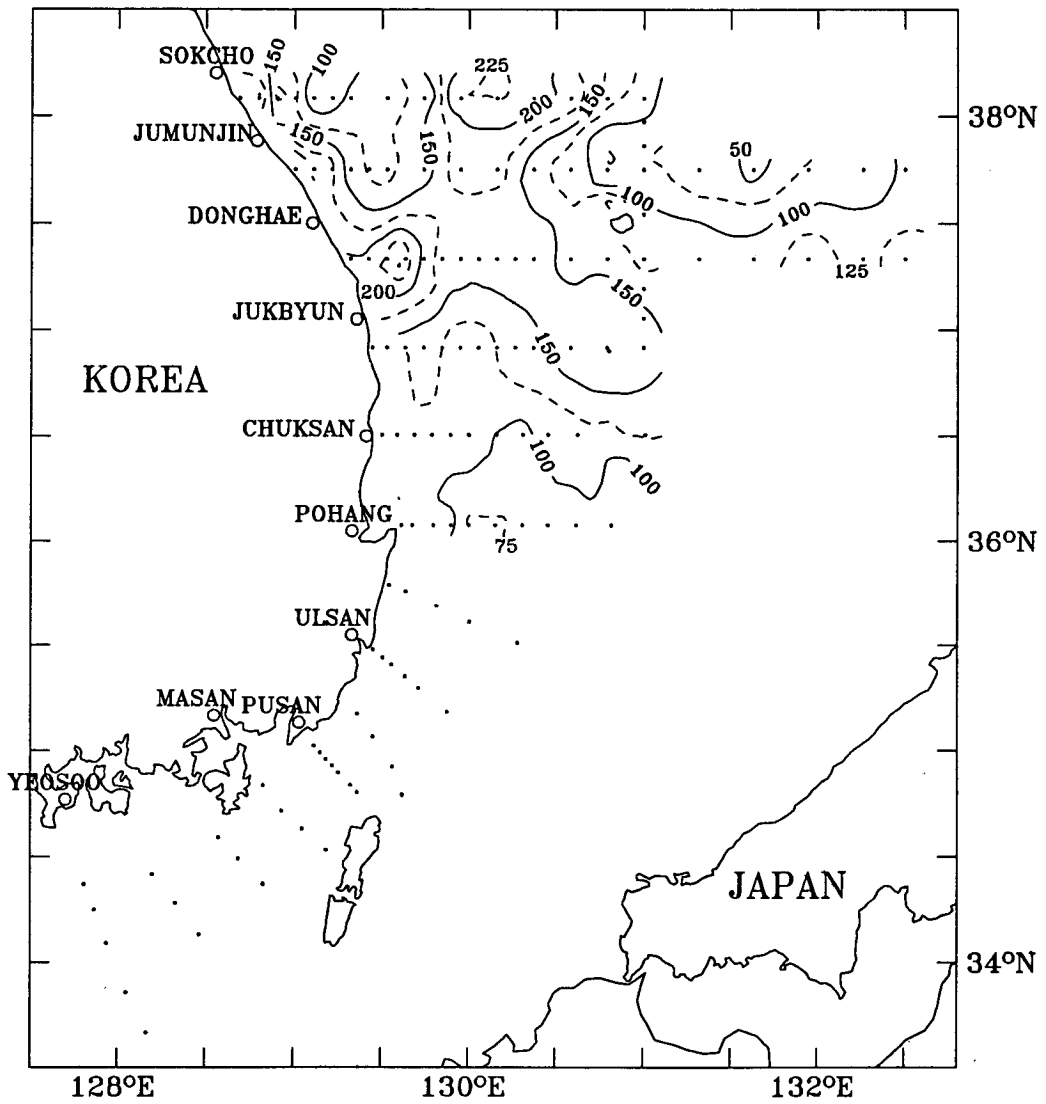 SOKCHO
150
100
225
200
150
38°N
JUMUNJIN
150
150
50
DONGHAE
100
100
125
200
150
JUKBYUN
150
KOREA
CHUKSAN
100
100
POHANG
75
36°N
ULSAN
MASAN
PUSAN
YEOSOO
JAPAN
34°N
128°E
130°E
132°E